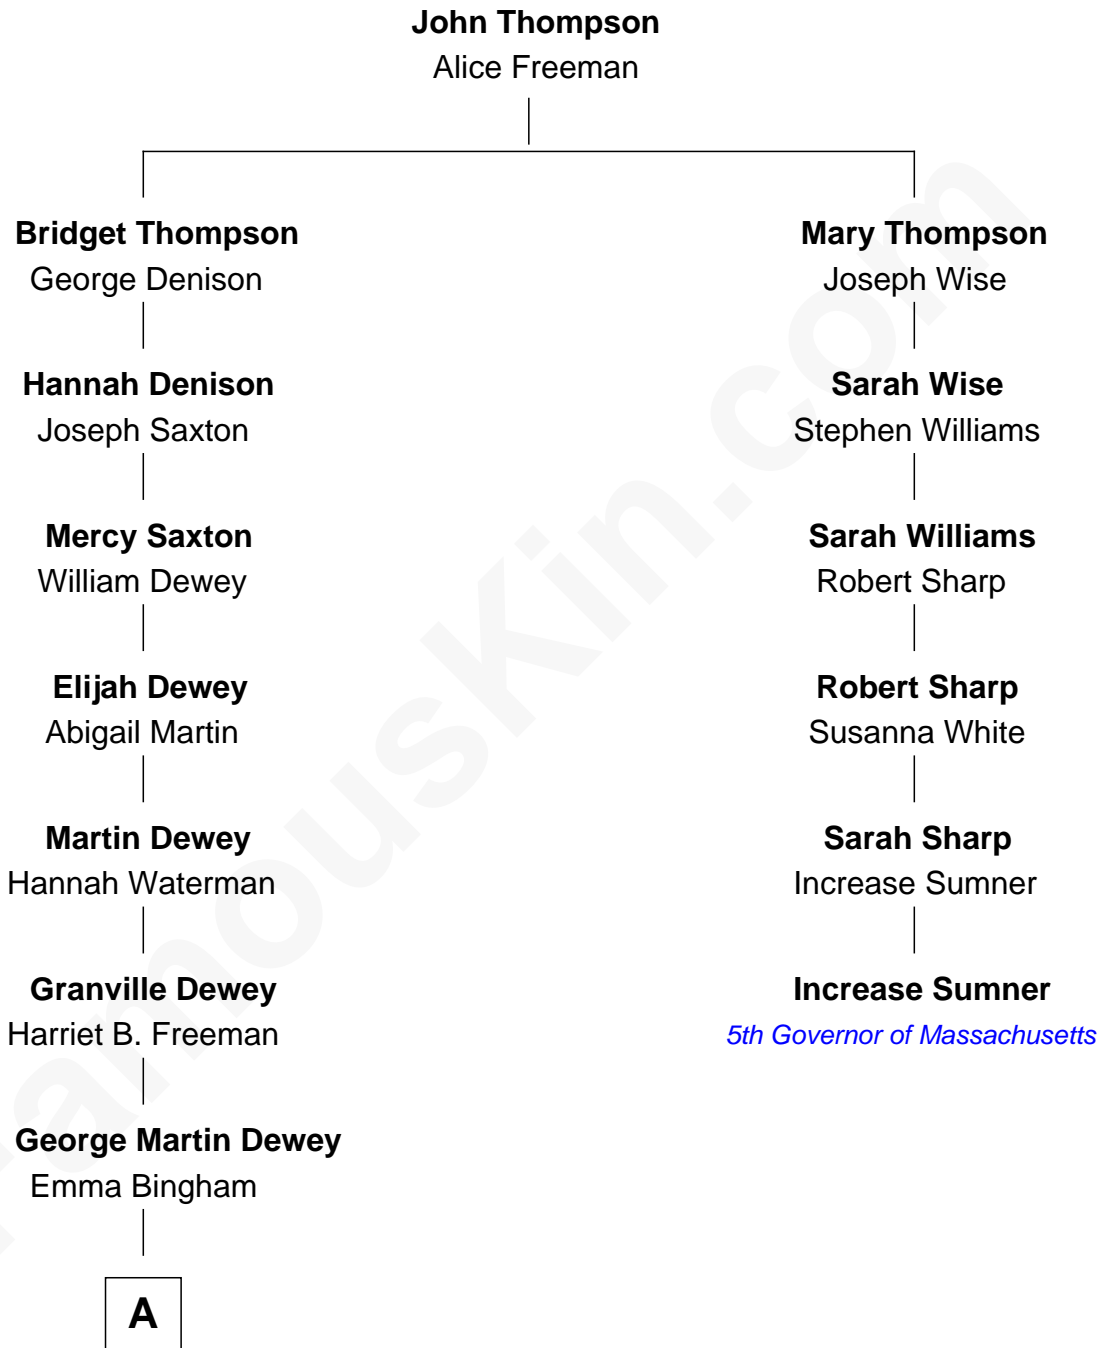 John Thompson
Alice Freeman
Bridget Thompson
George Denison
Mary Thompson
Joseph Wise
Hannah Denison
Joseph Saxton
Sarah Wise
Stephen Williams
Mercy Saxton
William Dewey
Sarah Williams
Robert Sharp
Elijah Dewey
Abigail Martin
Robert Sharp
Susanna White
Martin Dewey
Hannah Waterman
Sarah Sharp
Increase Sumner
Granville Dewey
Harriet B. Freeman
Increase Sumner
5th Governor of Massachusetts
George Martin Dewey
Emma Bingham
A
FamousKin.com